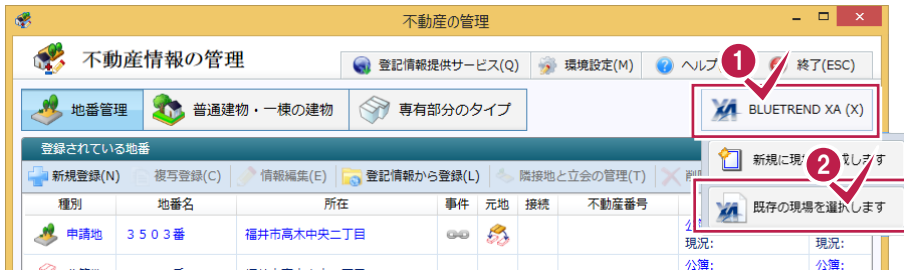 不動産の管理
不動産情報の管理
登記情報提供サービス(Q) 環境設定(M) ヘルプ 終了(ESC)
1
地番管理 普通建物・一棟の建物 専有部分のタイプ BLUETREND XA (X)
登録されている地番
新規に現 成します
2
新規登録(N) 複写登録(C) 情報編集(E) 登記情報から登録(L) 隣接地と立会の管理(T) 削
既存の現場を選択します
種別 地番名 所在 事件 元地 接続 不動産番号
申請地 3503番 福井市高木中央二丁目
現況: 現況:
公簿: 公簿: